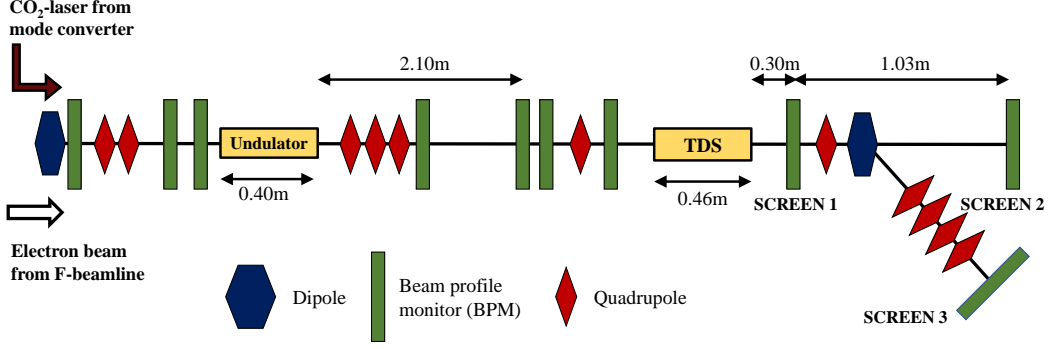 CO₂-laser from
mode converter
2.10m
0.30m
1.03m
Undulator
TDS
0.40m
0.46m
SCREEN 1
SCREEN 2
Electron beam
from F-beamline
Dipole
Beam profile
monitor (BPM)
Quadrupole
SCREEN 3